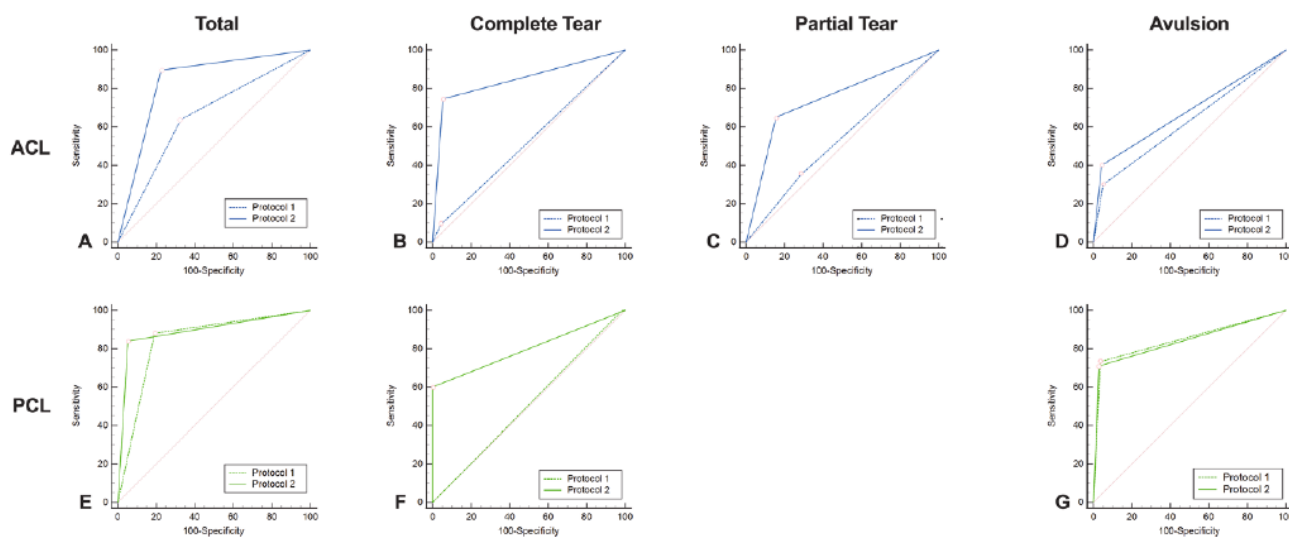 Total Complete Tear Partial Tear Avulsion
ACL
100
80
60
40
20
0
Sensitivity
Protocol 1
Protocol 2
A
0 20 40 60 80 100
100-Specificity
100
80
60
40
20
0
Sensitivity
Protocol 1
Protocol 2
B
0 20 40 60 80 100
100-Specificity
100
80
60
40
20
0
Sensitivity
Protocol 1
Protocol 2
C
0 20 40 60 80 100
100-Specificity
100
80
60
40
20
0
Sensitivity
Protocol 1
Protocol 2
D
0 20 40 60 80 100
100-Specificity
PCL
100
80
60
40
20
0
Sensitivity
Protocol 1
Protocol 2
E
0 20 40 60 80 100
100-Specificity
100
80
60
40
20
0
Sensitivity
Protocol 1
Protocol 2
F
0 20 40 60 80 100
100-Specificity
100
80
60
40
20
0
Sensitivity
Protocol 1
Protocol 2
G
0 20 40 60 80 100
100-Specificity